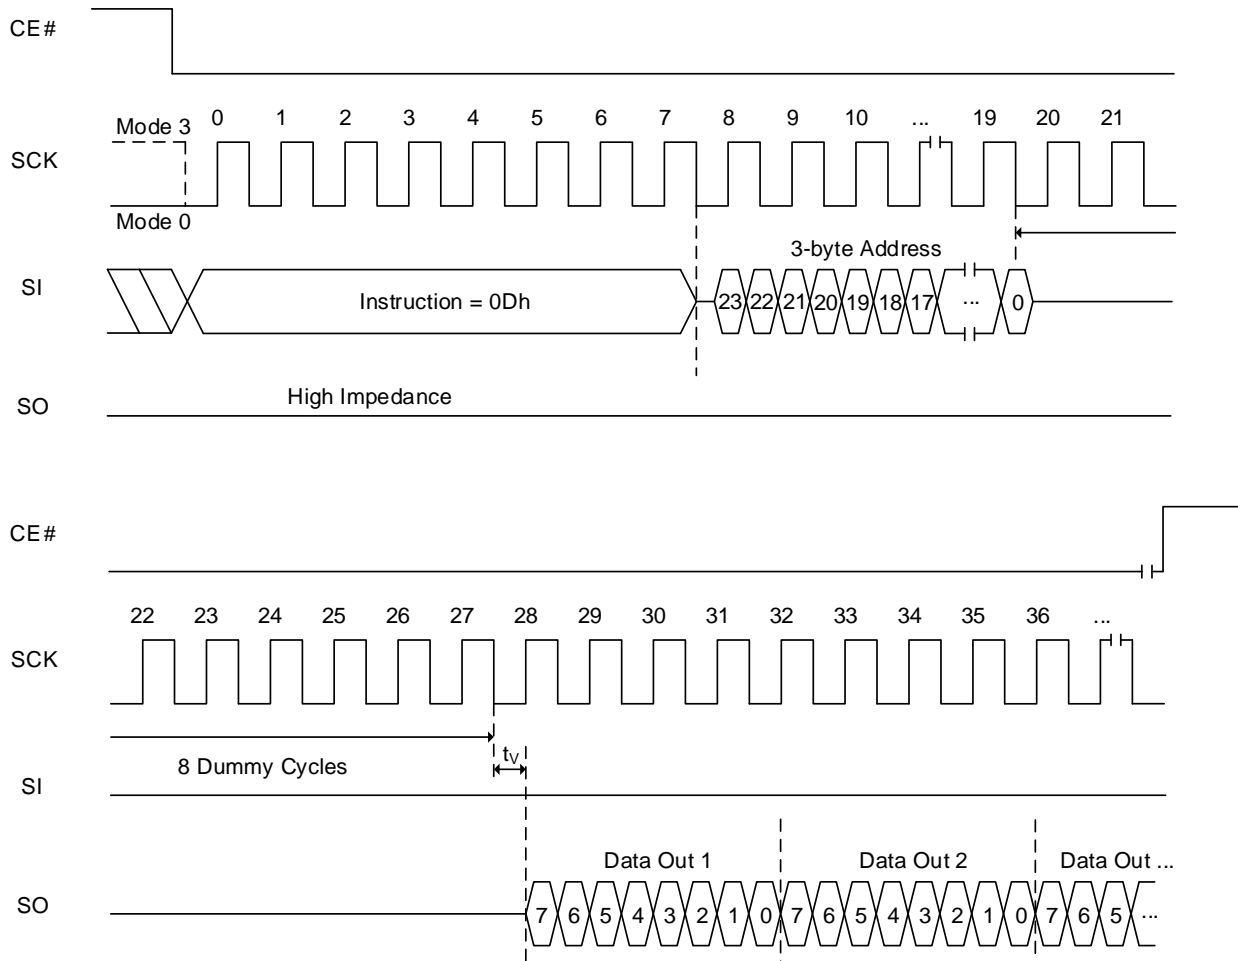 CE#
Mode 3 0 1 2 3 4 5 6 7 8 9 10 ... 19 20 21
SCK
Mode 0
3-byte Address
SI Instruction = 0Dh 23 22 21 20 19 18 17 ... 0
High Impedance
SO
CE#
22 23 24 25 26 27 28 29 30 31 32 33 34 35 36 ...
SCK
8 Dummy Cycles tV
SI
Data Out 1 Data Out 2 Data Out ...
SO 7 6 5 4 3 2 1 0 7 6 5 4 3 2 1 0 7 6 5 ...